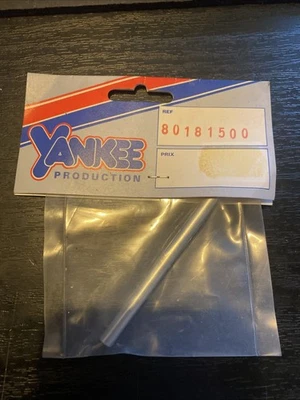 REF
80181500
YANKEE
PRODUCTION
PRIX